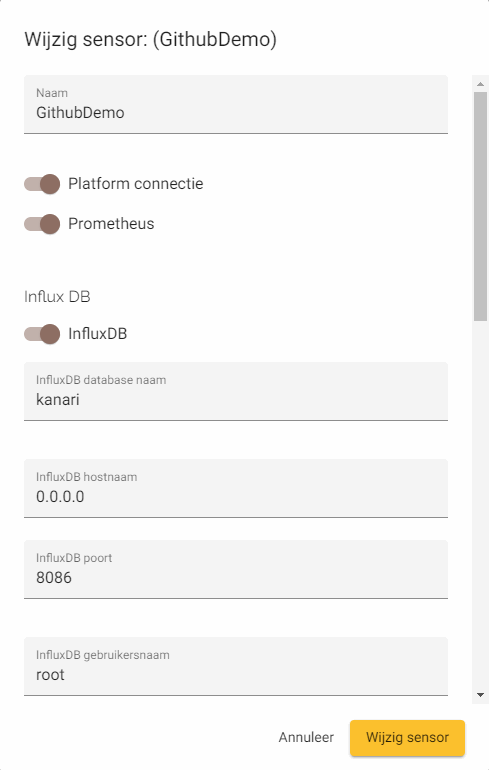 Wijzig sensor: (GithubDemo)
Naam
GithubDemo
Platform connectie
Prometheus
Influx DB
InfluxDB
InfluxDB database naam
kanari
InfluxDB hostnaam
0.0.0.0
InfluxDB poort
8086
InfluxDB gebruikersnaam
root
Annuleer
Wijzig sensor